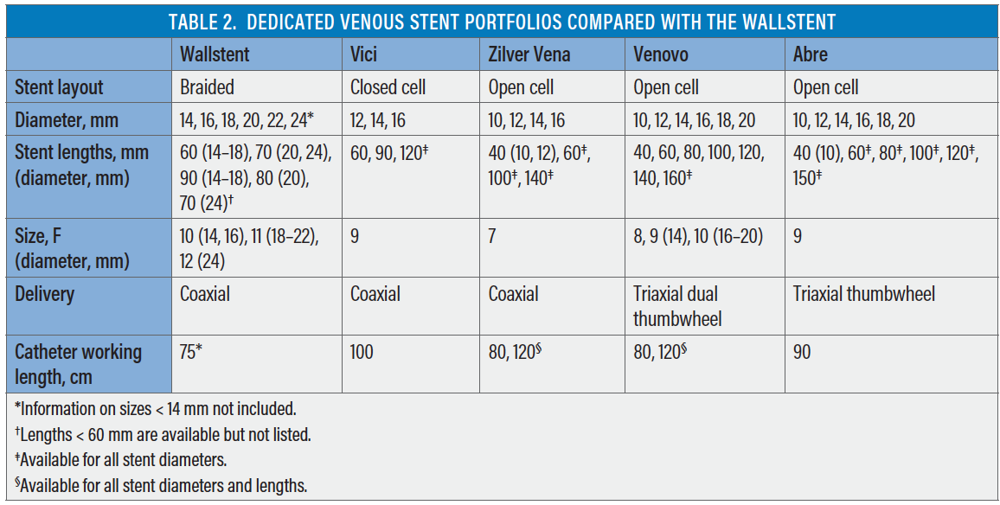 TABLE 2. DEDICATED VENOUS STENT PORTFOLIOS COMPARED WITH THE WALLSTENT
Wallstent Vici Zilver Vena Venovo Abre
Stent layout Braided Closed cell Open cell Open cell Open cell
Diameter, mm 14, 16, 18, 20, 22, 24* 12, 14, 16 10, 12, 14, 16 10, 12, 14, 16, 18, 20 10, 12, 14, 16, 18, 20
Stent lengths, mm 60 (14–18), 70 (20, 24), 60, 90, 120‡ 40 (10, 12), 60‡, 40, 60, 80, 100, 120, 40 (10), 60‡, 80‡, 100‡, 120‡,
(diameter, mm) 90 (14–18), 80 (20), 100‡, 140‡ 140, 160‡ 150‡
70 (24)†
Size, F 10 (14, 16), 11 (18–22), 9 7 8, 9 (14), 10 (16–20) 9
(diameter, mm) 12 (24)
Delivery Coaxial Coaxial Coaxial Triaxial dual Triaxial thumbwheel
thumbwheel
Catheter working 75* 100 80, 120§ 80, 120§ 90
length, cm
*Information on sizes < 14 mm not included.
†Lengths < 60 mm are available but not listed.
‡Available for all stent diameters.
§Available for all stent diameters and lengths.